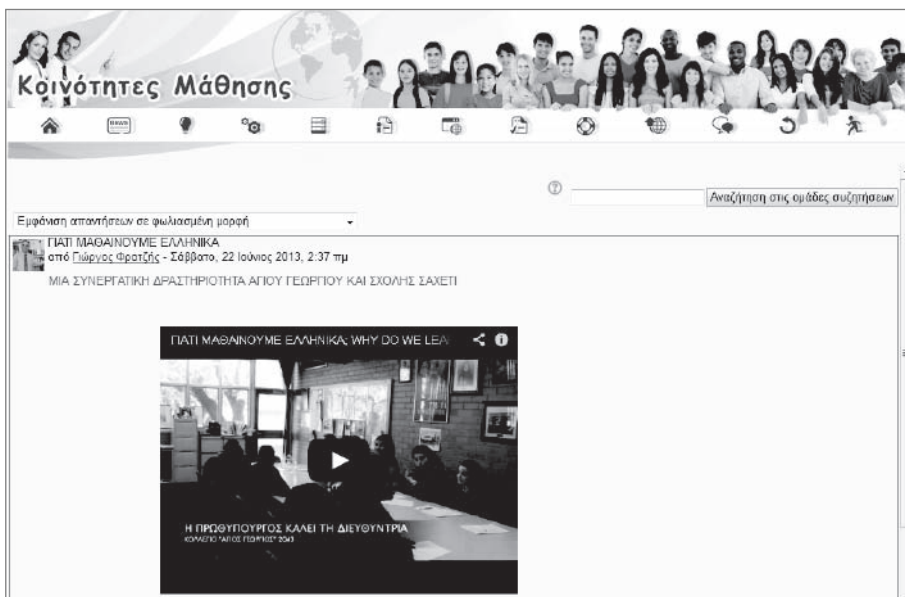 Κοινότητες Μάθησης
NEWS
Αναζήτηση στις ομάδες συζητήσεων
Εμφάνιση απαντήσεων σε φωλιασμένη μορφή
ΓΙΑΤΙ ΜΑΘΑΙΝΟΥΜΕ ΕΛΛΗΝΙΚΑ
από Γιώργος Φρατζής - Σάββατο, 22 Ιούνιος 2013, 2:37 πμ
ΜΙΑ ΣΥΝΕΡΓΑΤΙΚΗ ΔΡΑΣΤΗΡΙΟΤΗΤΑ ΑΓΙΟΥ ΓΕΩΡΓΙΟΥ ΚΑΙ ΣΧΟΛΗΣ ΣΑΧΕΤΙ
ΓΙΑΤΙ ΜΑΘΑΙΝΟΥΜΕ ΕΛΛΗΝΙΚΑ; WHY DO WE LEA
Η ΠΡΩΘΥΠΟΥΡΓΟΣ ΚΑΛΕΙ ΤΗ ΔΙΕΥΘΥΝΤΡΙΑ
ΚΟΛΛΕΓΙΟ "ΑΓΙΟΣ ΓΕΩΡΓΙΟΣ" 2013